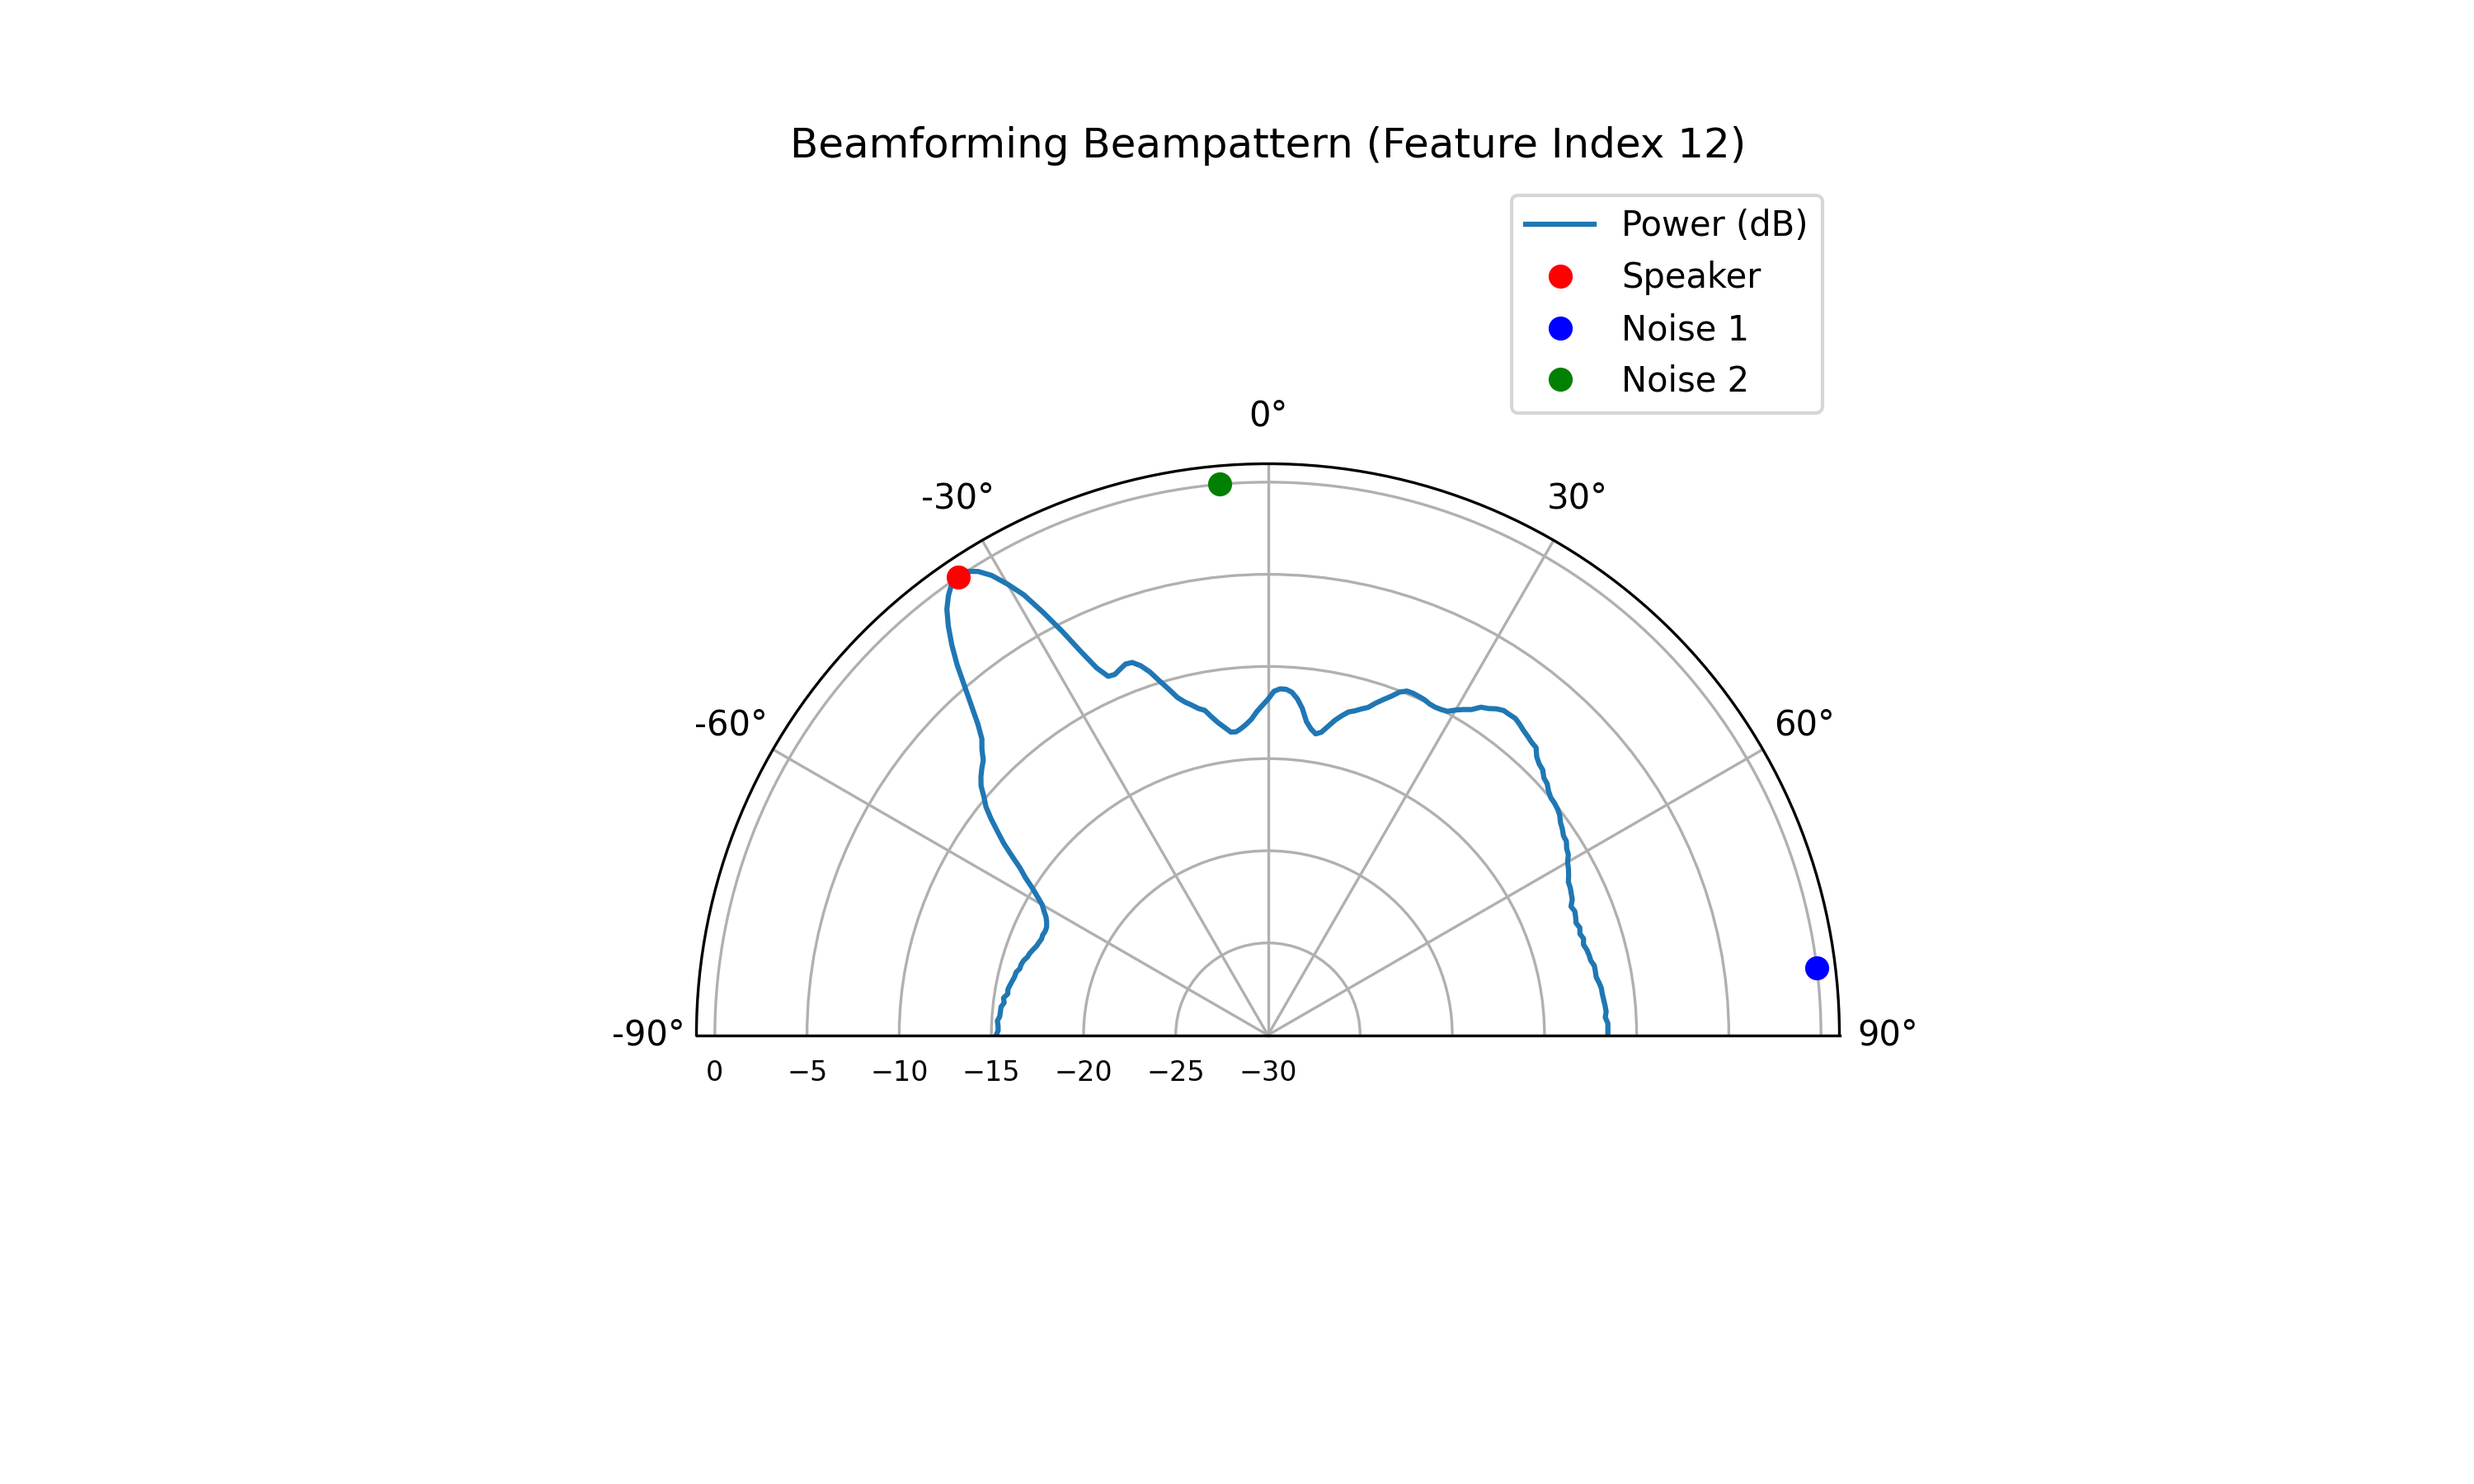 Beamforming Beampattern (Feature Index 12)
Power (dB)
Speaker
Noise 1
Noise 2
0°
-30°
30°
-60°
60°
-90°
90°
0
−5
−10
−15
−20
−25
−30